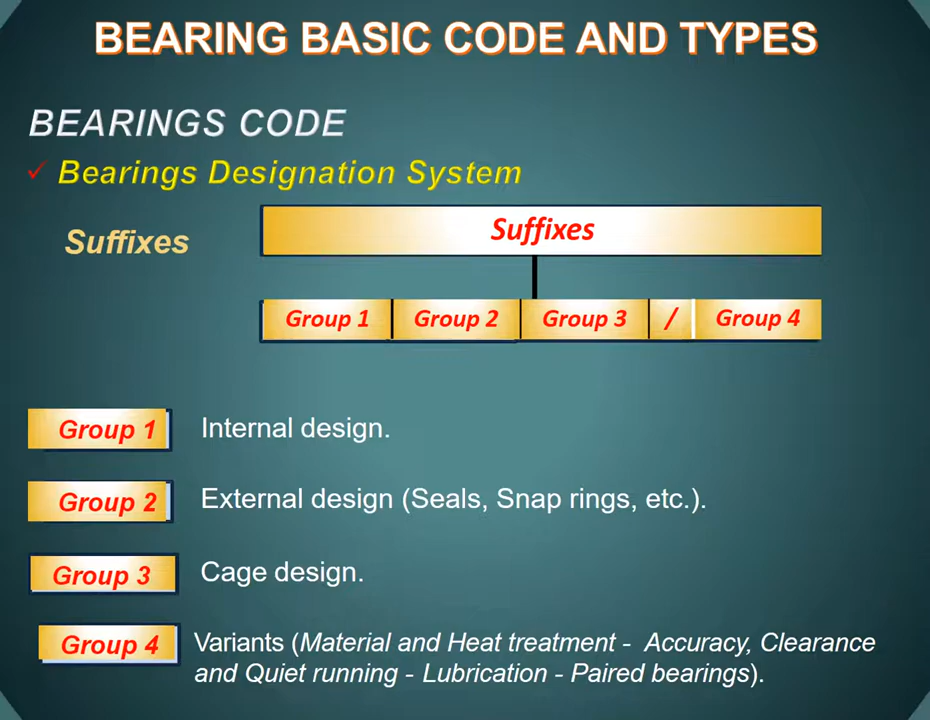 BEARING BASIC CODE AND TYPES
BEARINGS CODE
✓ Bearings Designation System
Suffixes
Suffixes
Group 1 Group 2 Group 3 / Group 4
Group 1 Internal design.
Group 2 External design (Seals, Snap rings, etc.).
Group 3 Cage design.
Group 4 Variants (Material and Heat treatment - Accuracy, Clearance
and Quiet running - Lubrication - Paired bearings).